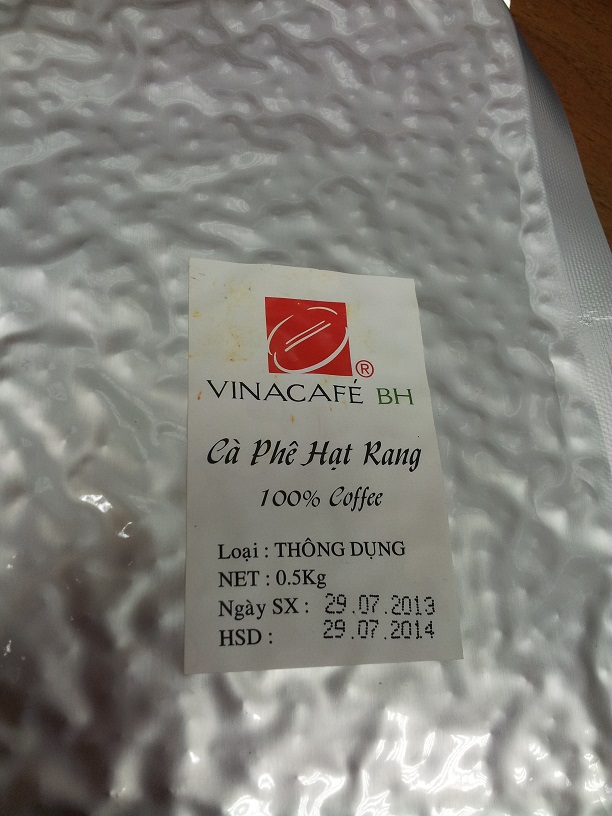 ®
VINACAFÉ BH
Cà Phê Hạt Rang
100% Coffee
Loại : THÔNG DỤNG
NET : 0.5Kg
Ngày SX : 29.07.2013
HSD : 29.07.2014